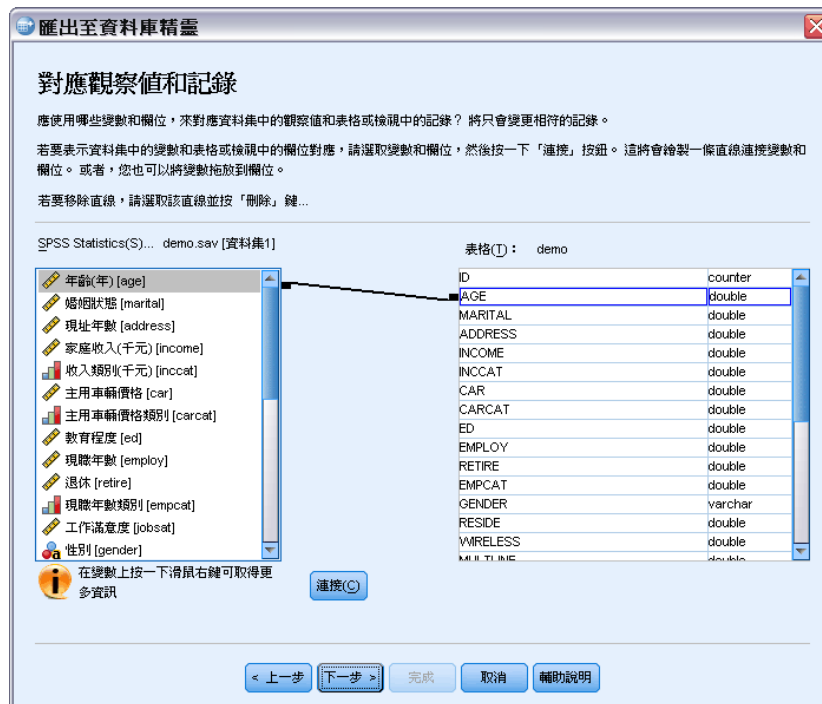 匯出至資料庫精靈
對應觀察值和記錄
應使用哪些變數和欄位，來對應資料集中的觀察值和表格或檢視中的記錄？ 將只會變更相符的記錄。
若要表示資料集中的變數和表格或檢視中的欄位對應，請選取變數和欄位，然後按一下「連接」按鈕。 這將會繪製一條直線連接變數和
欄位。 或者，您也可以將變數拖放到欄位。
若要移除直線，請選取該直線並按「刪除」鍵...
SPSS Statistics(S)... demo.sav [資料集1]
年齡(年) [age]
婚姻狀態 [marital]
現址年數 [address]
家庭收入(千元) [income]
收入類別(千元) [inccat]
主用車輛價格 [car]
主用車輛價格類別 [carcat]
教育程度 [ed]
現職年數 [employ]
退休 [retire]
現職年數類別 [empcat]
工作滿意度 [jobsat]
性別 [gender]
在變數上按一下滑鼠右鍵可取得更
多資訊
連接(C)
表格(T)： demo
ID counter
AGE double
MARITAL double
ADDRESS double
INCOME double
INCCAT double
CAR double
CARCAT double
ED double
EMPLOY double
RETIRE double
EMPCAT double
GENDER varchar
RESIDE double
WIRELESS double
MULTLINE double
< 上一步 下一步 > 完成 取消 輔助說明